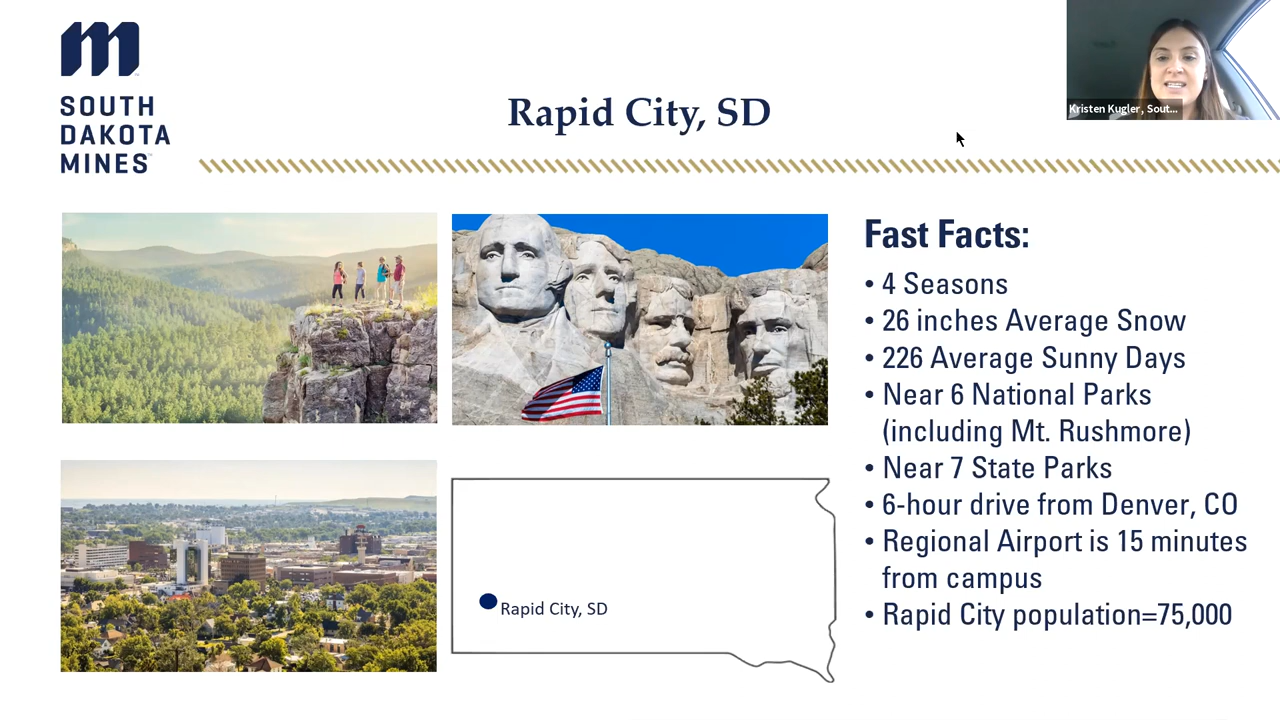 m
SOUTH
DAKOTA
MINES
Rapid City, SD
Kristen Kugler, Sout...
Fast Facts:
• 4 Seasons
• 26 inches Average Snow
• 226 Average Sunny Days
• Near 6 National Parks
(including Mt. Rushmore)
• Near 7 State Parks
• 6-hour drive from Denver, CO
• Regional Airport is 15 minutes
from campus
• Rapid City population=75,000
Rapid City, SD